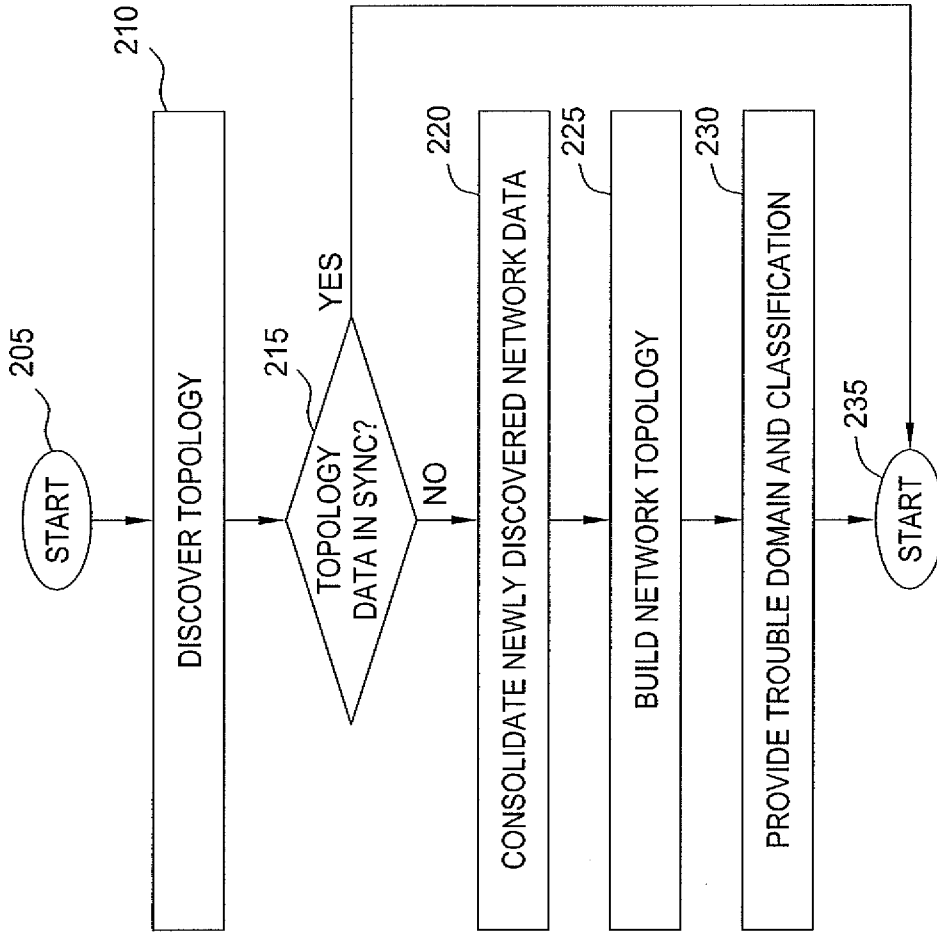 205
START
210
DISCOVER TOPOLOGY
215
TOPOLOGY
DATA IN SYNC?
YES
NO
220
CONSOLIDATE NEWLY DISCOVERED NETWORK DATA
225
BUILD NETWORK TOPOLOGY
230
PROVIDE TROUBLE DOMAIN AND CLASSIFICATION
235
START